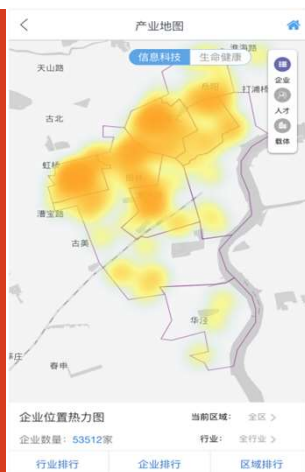 产业地图
信息科技 生命健康
天山路
打浦桥
企业
人才
载体
古北
虹桥
漕宝路
古美
华泾
春申
企业位置热力图 当前区域： 全区 >
企业数量：53512家 行业： 全行业 >
行业排行 企业排行 区域排行